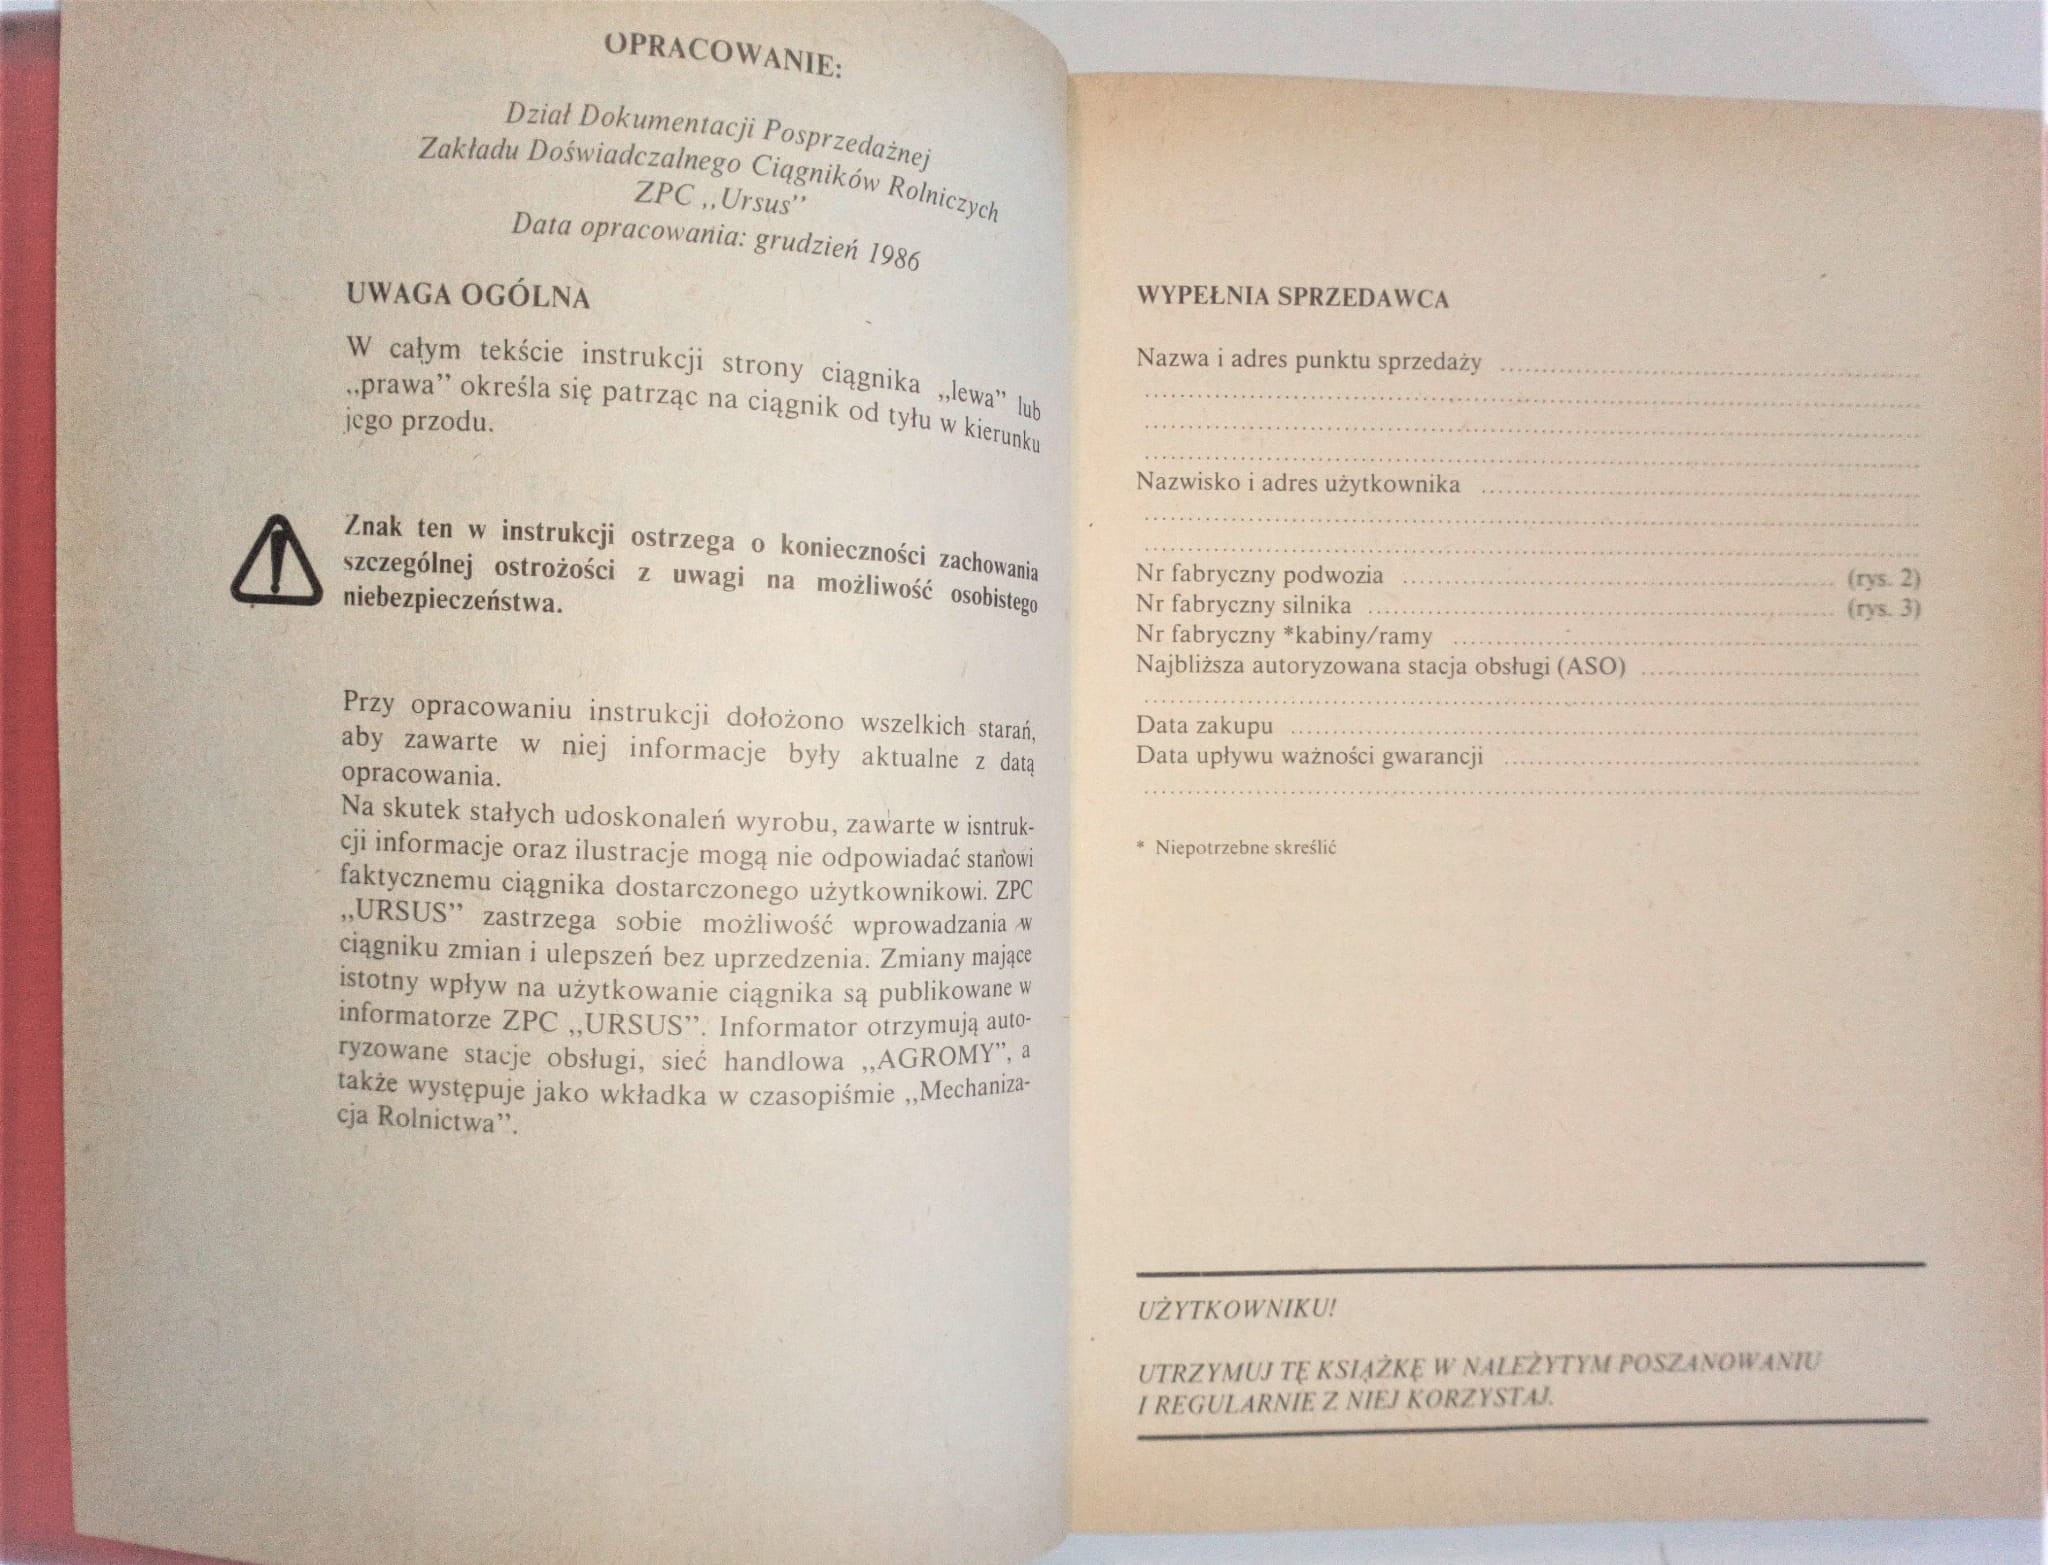 OPRACOWANIE:
Dział Dokumentacji Posprzedażnej
Zakładu Doświadczalnego Ciągników Rolniczych
ZPC ,,Ursus’’
Data opracowania: grudzień 1986
UWAGA OGÓLNA
W całym tekście instrukcji strony ciągnika ,,lewa’’ lub
,,prawa’’ określa się patrząc na ciągnik od tyłu w kierunku
jego przodu.
Znak ten w instrukcji ostrzega o konieczności zachowania
szczególnej ostrożości z uwagi na możliwość osobistego
niebezpieczeństwa.
Przy opracowaniu instrukcji dołożono wszelkich starań,
aby zawarte w niej informacje były aktualne z datą
opracowania.
Na skutek stałych udoskonaleń wyrobu, zawarte w isntruk-
cji informacje oraz ilustracje mogą nie odpowiadać stanowi
faktycznemu ciągnika dostarczonego użytkownikowi. ZPC
,,URSUS’’ zastrzega sobie możliwość wprowadzania w
ciągniku zmian i ulepszeń bez uprzedzenia. Zmiany mające
istotny wpływ na użytkowanie ciągnika są publikowane w
informatorze ZPC ,,URSUS’’. Informator otrzymują auto-
ryzowane stacje obsługi, sieć handlowa ,,AGROMY’’, a
także występuje jako wkładka w czasopiśmie ,,Mechaniza-
cja Rolnictwa’’.
WYPEŁNIA SPRZEDAWCA
Nazwa i adres punktu sprzedaży
Nazwisko i adres użytkownika
Nr fabryczny podwozia (rys. 2)
Nr fabryczny silnika (rys. 3)
Nr fabryczny *kabiny/ramy
Najbliższa autoryzowana stacja obsługi (ASO)
Data zakupu
Data upływu ważności gwarancji
* Niepotrzebne skreślić
UŻYTKOWNIKU!
UTRZYMUJ TĘ KSIĄŻKĘ W NALEŻYTYM POSZANOWANIU
I REGULARNIE Z NIEJ KORZYSTAJ.